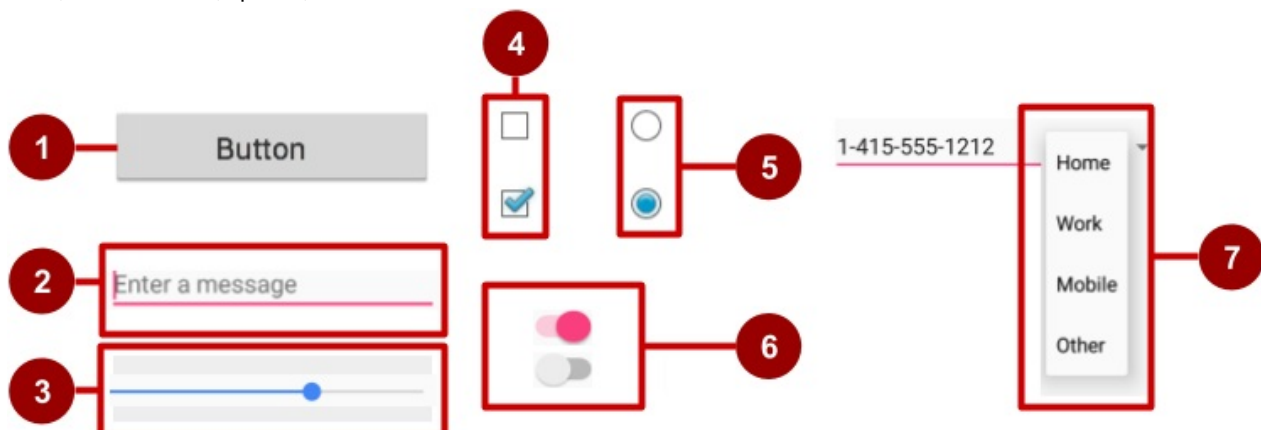 4
1
Button
5
1-415-555-1212
Home
Work
Mobile
Other
7
2
Enter a message
6
3